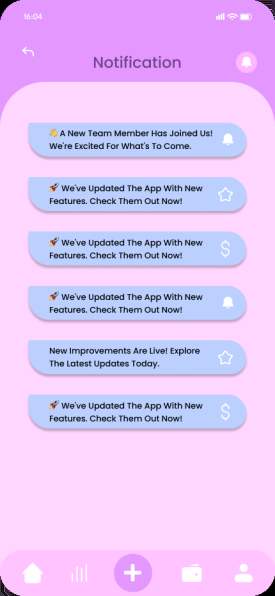 16:04
Notification
👋 A New Team Member Has Joined Us!
We're Excited For What's To Come.
🚀 We've Updated The App With New
Features. Check Them Out Now!
🚀 We've Updated The App With New
Features. Check Them Out Now!
🚀 We've Updated The App With New
Features. Check Them Out Now!
New Improvements Are Live! Explore
The Latest Updates Today.
🚀 We've Updated The App With New
Features. Check Them Out Now!